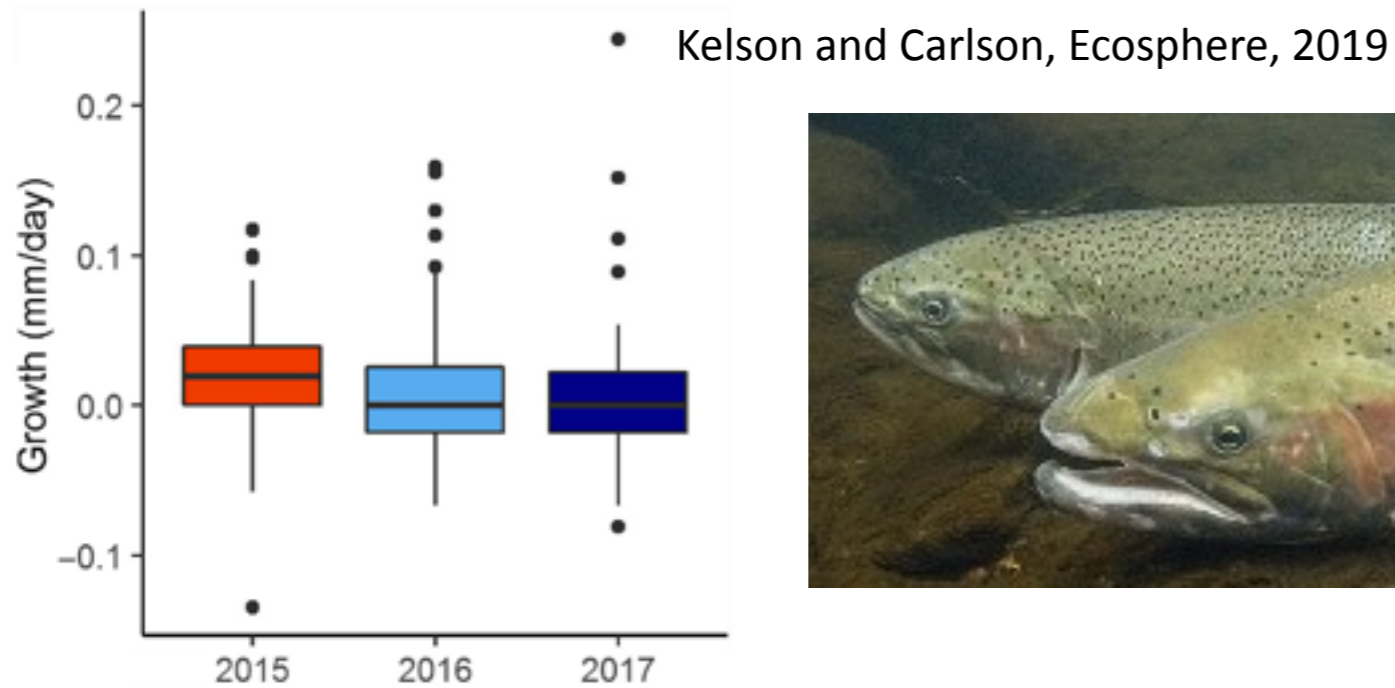 Kelson and Carlson, Ecosphere, 2019
Growth (mm/day)
0.2
0.1
0.0
−0.1
2015 2016 2017